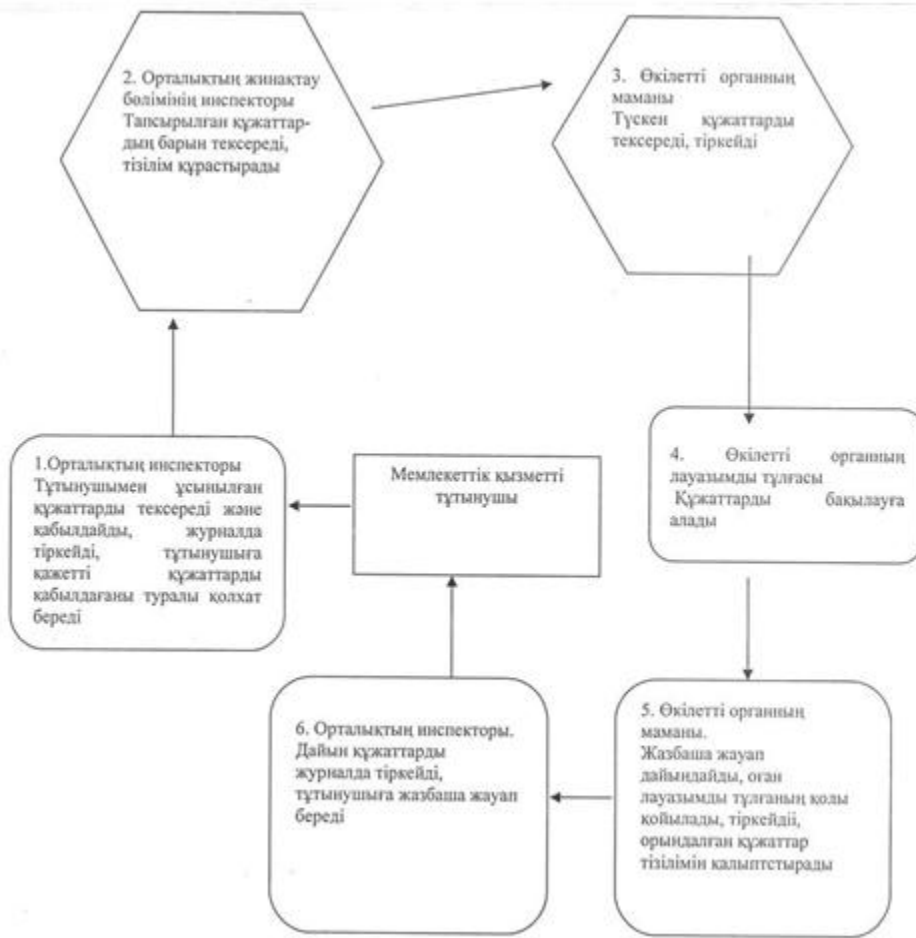 2. Орталықтың жинақтау
бөлімінің инспекторы
Тапсырылған құжаттар-
дың барын тексереді,
тізілім құрастырады
3. Өкілетті органның
маманы
Түскен құжаттарды
тексереді, тіркейді
1.Орталықтың инспекторы
Тұтынушымен ұсынылған
құжаттарды тексереді және
қабылдайды, журналда
тіркейді, тұтынушыға
қажетті құжаттарды
қабылдағаны туралы қолхат
береді
Мемлекеттік қызметті
тұтынушы
4. Өкілетті органның
лауазымды тұлғасы
Құжаттарды бақылауға
алады
6. Орталықтың инспекторы.
Дайын құжаттарды
журналда тіркейді,
тұтынушыға жазбаша жауап
береді
5. Өкілетті органның
маманы.
Жазбаша жауап
дайындайды, оған
лауазымды тұлғаның қолы
қойылады, тіркейдіі,
орындалған құжаттар
тізілімін қалыптстырады